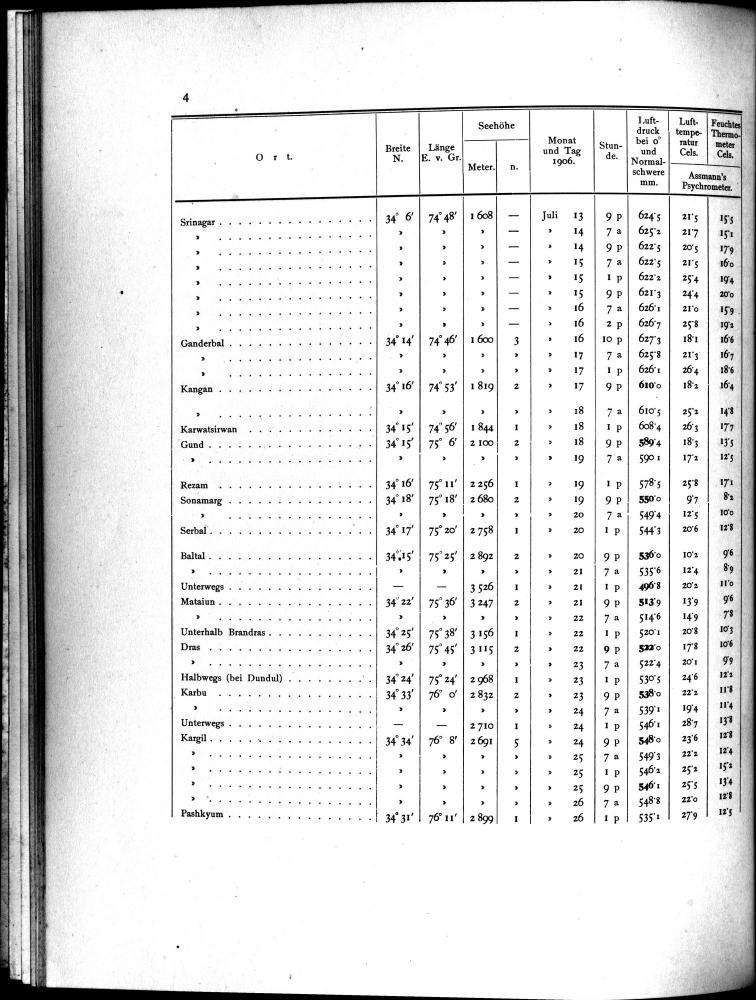 4
Ort. Breite N. Länge E. v. Gr. Seehöhe Meter. n. Monat und Tag 1906. Stun-de. Luft-druck bei 0° und Normal-schwere mm. Luft-tempe-ratur Cels. Feuchtes Thermo-meter Cels. Assmann's Psychrometer.
Srinagar . . . . 34° 6′ 74° 48′ 1 608 — Juli 13 9 p 624·5 21·5 15·5
» . . . . » » » — » 14 7 a 625·2 21·7 15·1
» . . . . » » » — » 14 9 p 622·5 20·5 17·9
» . . . . » » » — » 15 7 a 622·5 21·5 16·0
» . . . . » » » — » 15 1 p 622·2 25·4 19·4
» . . . . » » » — » 15 9 p 621·3 24·4 20·0
» . . . . » » » — » 16 7 a 626·1 21·0 15·9
» . . . . » » » — » 16 2 p 626·7 25·8 19·2
Ganderbal . . . . 34° 14′ 74° 46′ 1 600 3 » 16 10 p 627·3 18·1 16·6
» . . . . » » » » » 17 7 a 625·8 21·3 16·7
» . . . . » » » » » 17 1 p 626·1 26·4 18·6
Kangan . . . . 34° 16′ 74° 53′ 1 819 2 » 17 9 p 610·0 18·2 16·4
» . . . . » » » » » 18 7 a 610·5 25·2 14·8
Karwatsirwan . . . . 34° 15′ 74° 56′ 1 844 1 » 18 1 p 608·4 26·3 17·7
Gund . . . . 34° 15′ 75° 6′ 2 100 2 » 18 9 p 589·4 18·3 13·5
» . . . . » » » » » 19 7 a 590 1 17·2 12·5
Rezam . . . . 34° 16′ 75° 11′ 2 256 1 » 19 1 p 578·5 25·8 17·1
Sonamarg . . . . 34° 18′ 75° 18′ 2 680 2 » 19 9 p 550·0 9·7 8·2
» . . . . » » » » » 20 7 a 549·4 12·5 10·0
Serbal . . . . 34° 17′ 75° 20′ 2 758 1 » 20 1 p 544·3 20·6 12·8
Baltal . . . . 34° 15′ 75° 25′ 2 892 2 » 20 9 p 536·0 10·2 9·6
» . . . . » » » » » 21 7 a 535·6 12·4 8·9
Unterwegs . . . . — — 3 526 1 » 21 1 p 496·8 20·2 11·0
Mataiun . . . . 34° 22′ 75° 36′ 3 247 2 » 21 9 p 513·9 13·9 9·6
» . . . . » » » » » 22 7 a 514·6 14·9 7·8
Unterhalb Brandras . . . . 34° 25′ 75° 38′ 3 156 1 » 22 1 p 520·1 20·8 10·3
Dras . . . . 34° 26′ 75° 45′ 3 115 2 » 22 9 p 522·0 17·8 10·6
» . . . . » » » » » 23 7 a 522·4 20·1 9·9
Halbwegs (bei Dundul) . . . . 34° 24′ 75° 24′ 2 968 1 » 23 1 p 530·5 24·6 12·2
Karbu . . . . 34° 33′ 76° 0′ 2 832 2 » 23 9 p 538·0 22·2 11·8
» . . . . » » » » » 24 7 a 539·1 19·4 11·4
Unterwegs . . . . — — 2 710 1 » 24 1 p 546·1 28·7 13·8
Kargil . . . . 34° 34′ 76° 8′ 2 691 5 » 24 9 p 548·0 23·6 12·8
» . . . . » » » » » 25 7 a 549·3 22·2 12·4
» . . . . » » » » » 25 1 p 546·2 25·2 15·2
» . . . . » » » » » 25 9 p 546·1 25·5 13·4
» . . . . » » » » » 26 7 a 548·8 22·0 12·8
Pashkyum . . . . 34° 31′ 76° 11′ 2 899 1 » 26 1 p 535·1 27·9 12·5